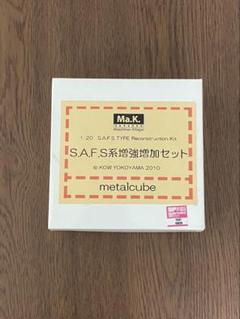 Ma.K.
1/20 S.A.F.S TYPE Reconstruction Kit
S.A.F.S系増強増加セット
© KOW YOKOYAMA 2010
metalcube